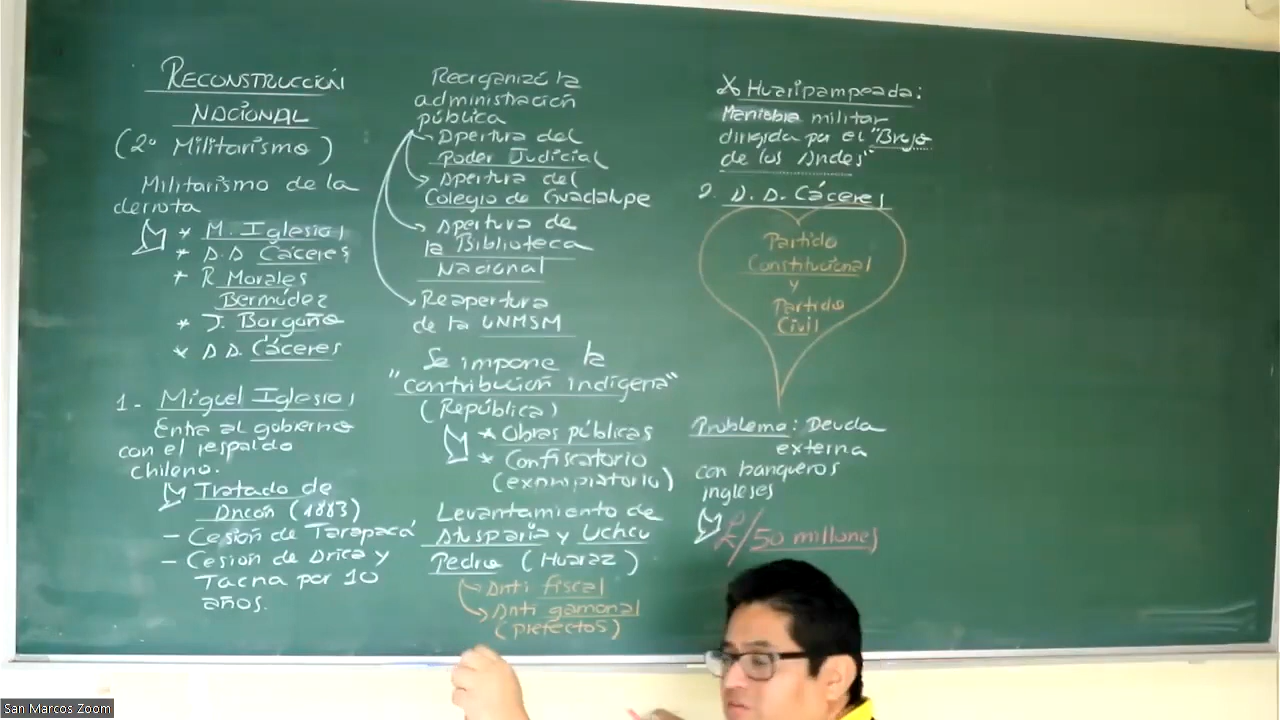 RECONSTRUCCIÓN
NACIONAL
(2º Militarismo)
Militarismo de la
derrota
* M. Iglesias
* A.A Cáceres
* R Morales
Bermúdez
* J. Borgoño
* A A. Cáceres
1- Miguel Iglesias
Entra al gobierno
con el respaldo
chileno.
Tratado de
Ancón (1883)
- Cesión de Tarapacá
- Cesión de Arica y
Tacna por 10
años.
Reorganizó la
administración
pública
Apertura del
Poder Judicial
Apertura del
Colegio de Guadalupe
Apertura de
la Biblioteca
Nacional
Reapertura
de la UNMSM
Se impone la
"contribución indígena"
(República)
* Obras públicas
* Confiscatorio
(expropiatorio)
Levantamiento de
Atusparia y Uchcu
Pedro (Huaraz)
Anti fiscal
Anti gamonal
(prefectos)
X Huaripampeada:
Maniobra militar
dirigida por el "Brujo
de los Andes"
2. A. A. Cáceres
Partido
Constitucional
y
Partido
Civil
Problema: Deuda
externa
con banqueros
ingleses
£/50 millones
San Marcos Zoom